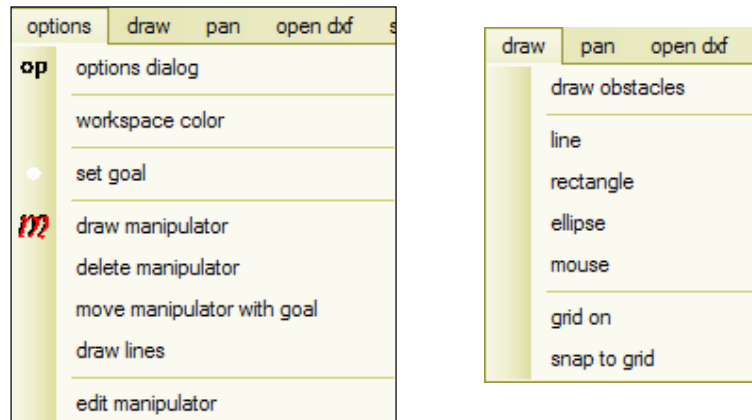 options draw pan open dxf s
op options dialog
workspace color
set goal
m draw manipulator
delete manipulator
move manipulator with goal
draw lines
edit manipulator
draw pan open dxf
draw obstacles
line
rectangle
ellipse
mouse
grid on
snap to grid